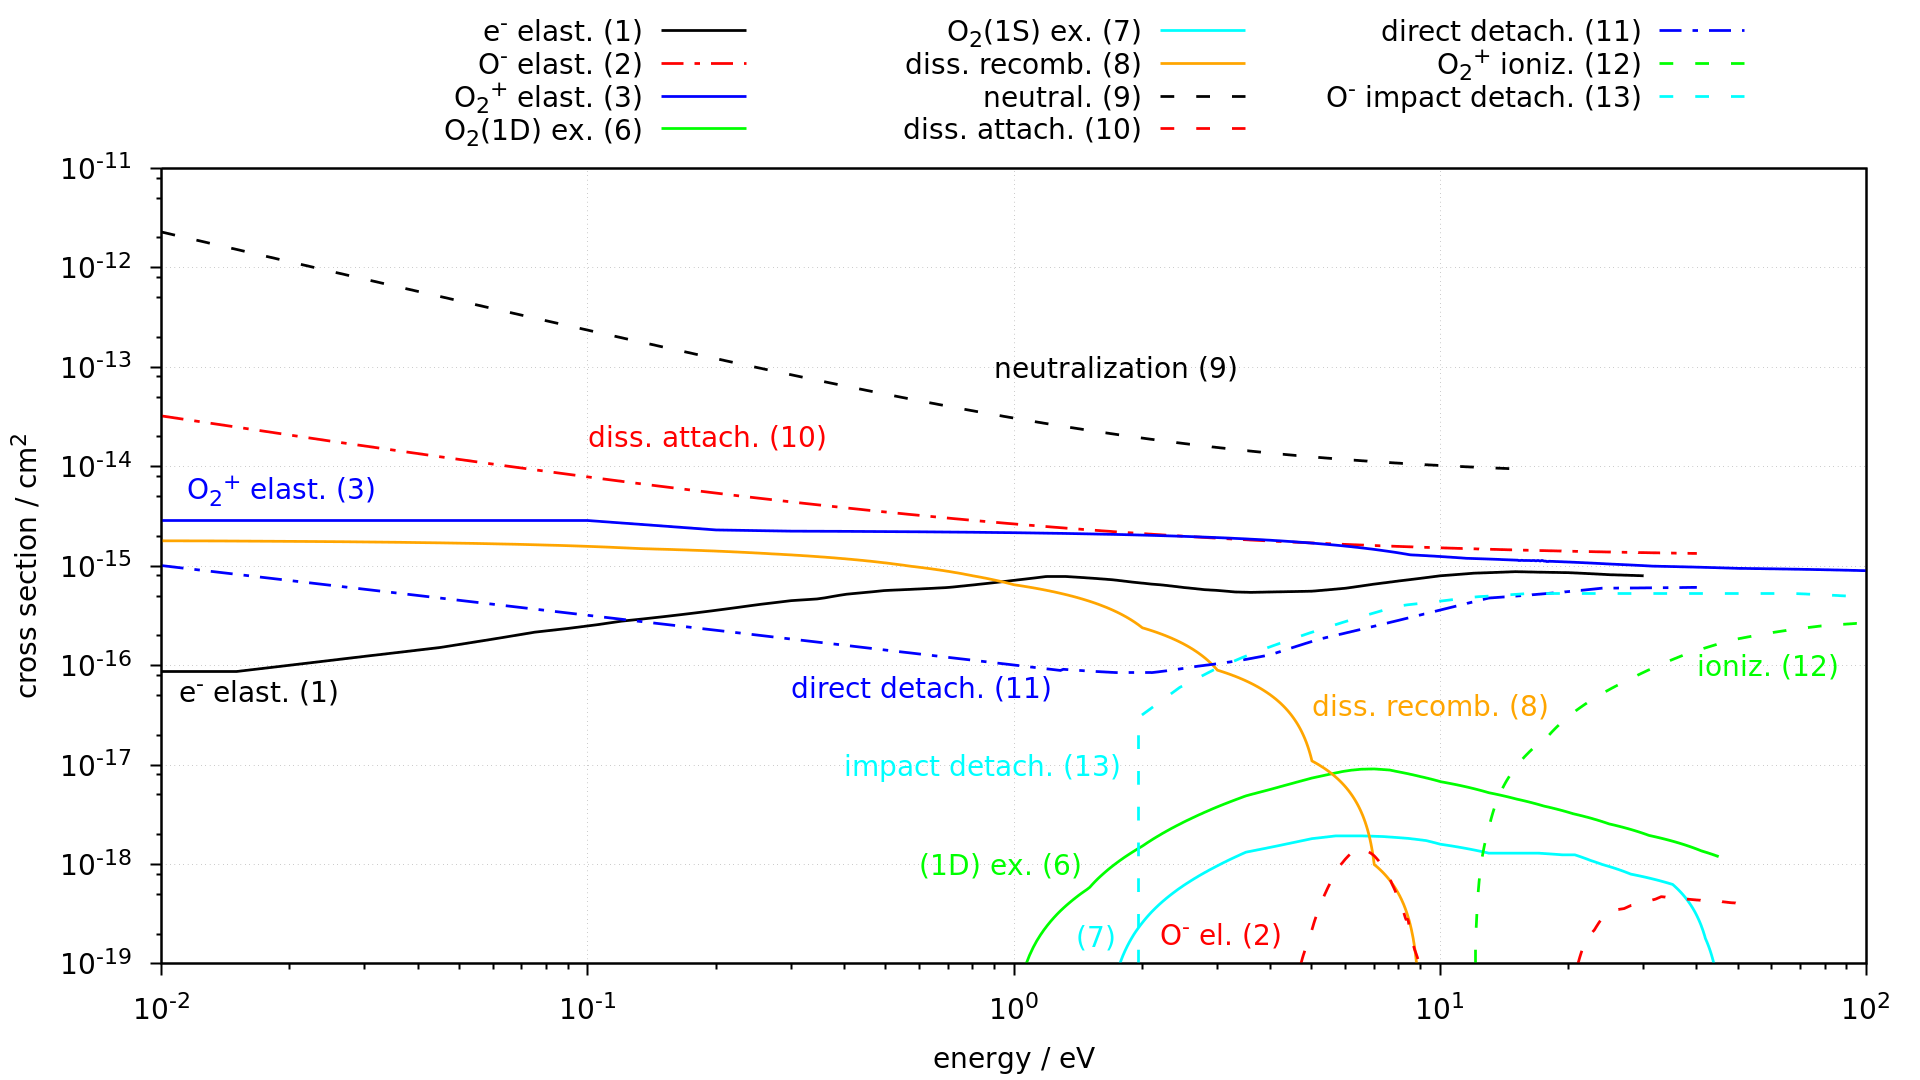 e⁻ elast. (1)
O⁻ elast. (2)
O₂⁺ elast. (3)
O₂(1D) ex. (6)
O₂(1S) ex. (7)
diss. recomb. (8)
neutral. (9)
diss. attach. (10)
direct detach. (11)
O₂⁺ ioniz. (12)
O⁻ impact detach. (13)
cross section / cm²
10⁻¹¹
10⁻¹²
10⁻¹³
10⁻¹⁴
10⁻¹⁵
10⁻¹⁶
10⁻¹⁷
10⁻¹⁸
10⁻¹⁹
neutralization (9)
diss. attach. (10)
O₂⁺ elast. (3)
e⁻ elast. (1)
direct detach. (11)
ioniz. (12)
diss. recomb. (8)
impact detach. (13)
(1D) ex. (6)
(7)
O⁻ el. (2)
10⁻²
10⁻¹
10⁰
10¹
10²
energy / eV